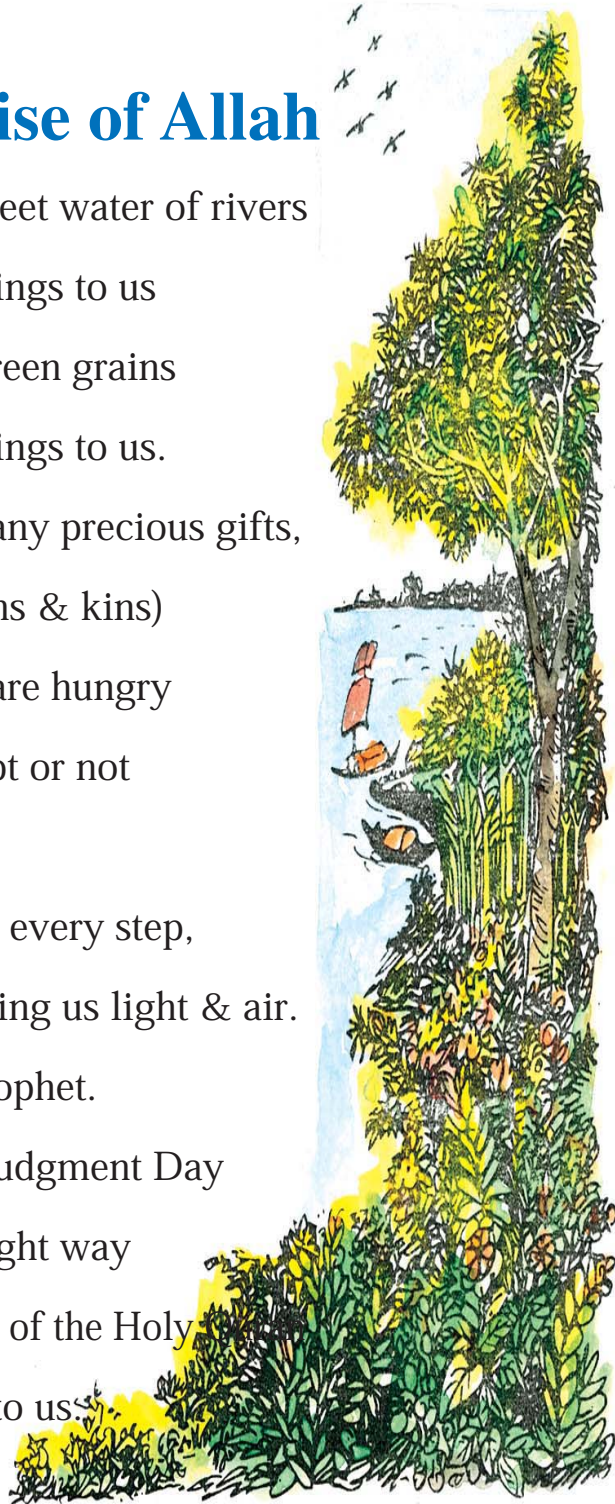 ise of Allah
eet water of rivers
ings to us
reen grains
ings to us.
any precious gifts,
ns & kins)
are hungry
pt or not
every step,
ing us light & air.
ophet.
udgment Day
ght way
of the Holy
to us.